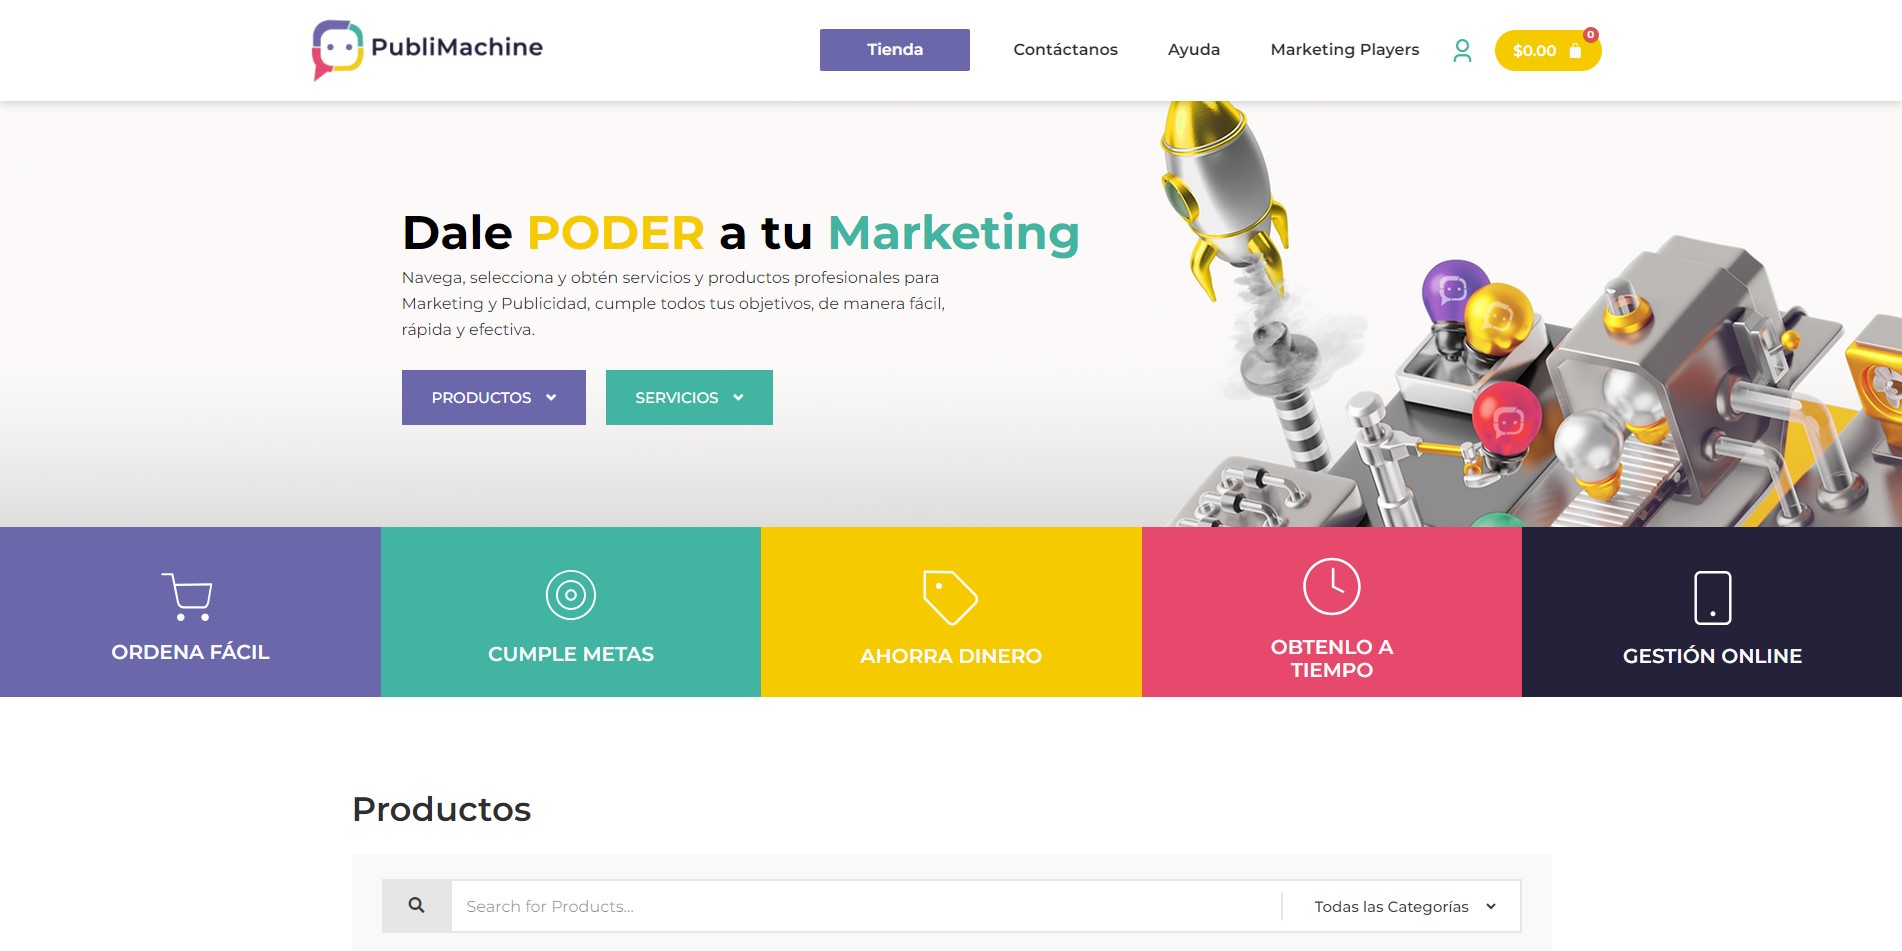 PubliMachine
Tienda
Contáctanos
Ayuda
Marketing Players
$0.00
0
Dale PODER a tu Marketing
Navega, selecciona y obtén servicios y productos profesionales para
Marketing y Publicidad, cumple todos tus objetivos, de manera fácil,
rápida y efectiva.
PRODUCTOS
SERVICIOS
ORDENA FÁCIL
CUMPLE METAS
AHORRA DINERO
OBTENLO A
TIEMPO
GESTIÓN ONLINE
Productos
Search for Products...
Todas las Categorías